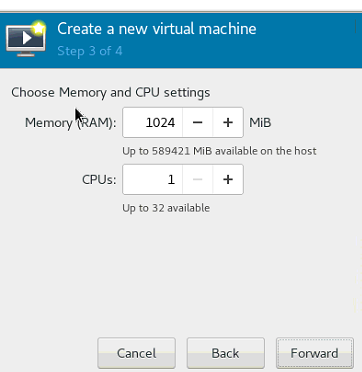 Create a new virtual machine
Step 3 of 4
Choose Memory and CPU settings
Memory (RAM): 1024 − + MiB
Up to 589421 MiB available on the host
CPUs: 1 − +
Up to 32 available
Cancel Back Forward